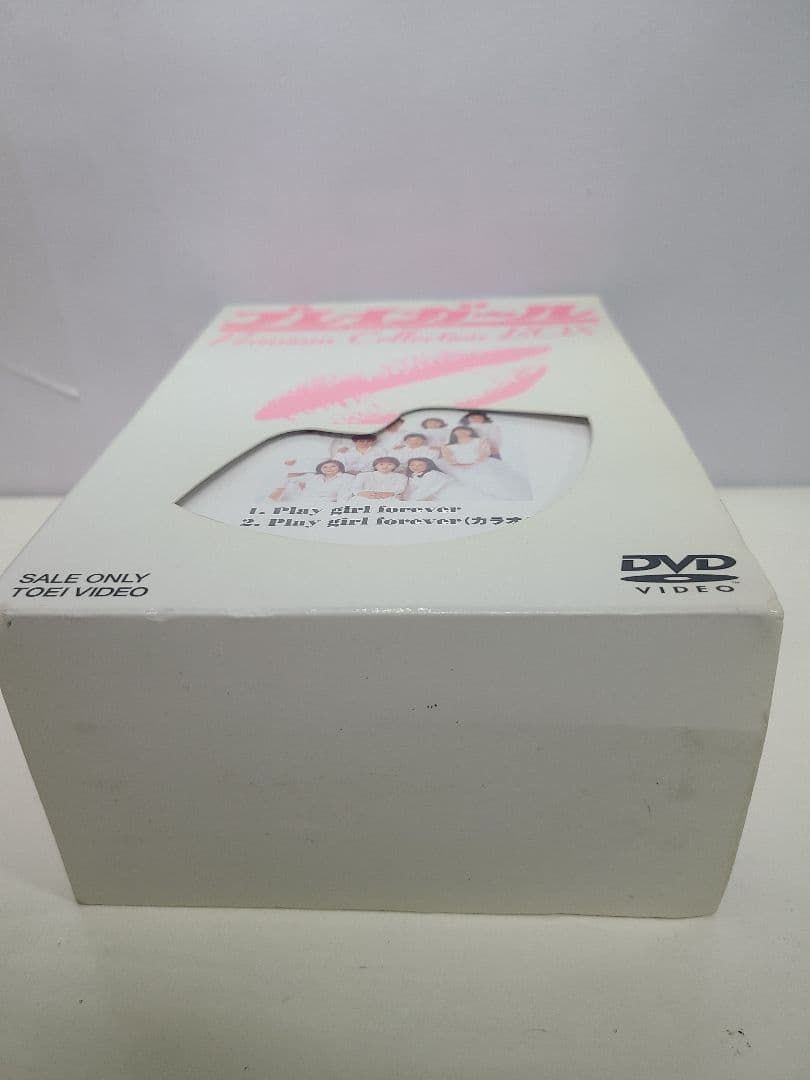 プレイガール
Premium Collection BOX
1. Play girl forever
2. Play girl forever(カラオ
SALE ONLY
TOEI VIDEO
DVD
VIDEO